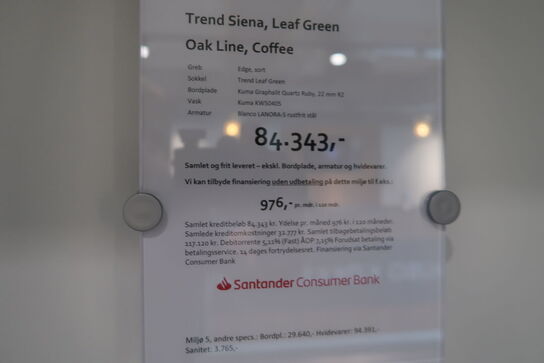 Trend Siena, Leaf Green
Oak Line, Coffee
Greb Edge, sort
Sokkel Trend Leaf Green
Bordplade Kuma Graphalit Quartz Ruby, 22 mm K2
Vask Kuma KWS0405
Armatur Blanco LANORA-S rustfrit stål
84.343,-
Samlet og frit leveret – ekskl. Bordplade, armatur og hvidevarer.
Vi kan tilbyde finansiering uden udbetaling på dette miljø til f.eks.:
976,- pr. mdr. i 120 mdr.
Samlet kreditbeløb 84.343 kr. Ydelse pr. måned 976 kr. i 120 måneder.
Samlede kreditomkostninger 32.777 kr. Samlet tilbagebetalingsbeløb
117.120 kr. Debitorrente 5,11% (Fast) ÅOP 7,15% Forudsat betaling via
betalingsservice. 14 dages fortrydelsesret. Finansiering via Santander
Consumer Bank
Santander Consumer Bank
Miljø 5, andre specs.: Bordpl.: 29.640,- Hvidevarer: 94.391,-
Sanitet: 3.765,-